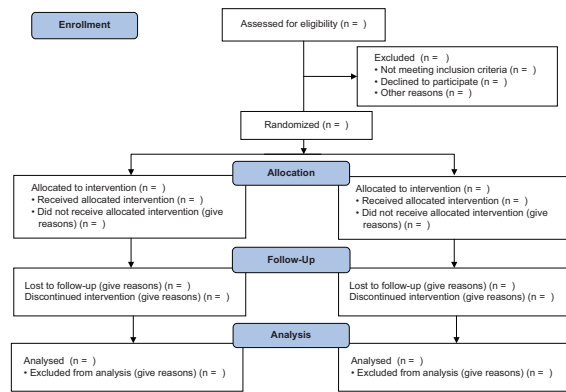 Enrollment
Assessed for eligibility (n = )
Excluded (n = )
• Not meeting inclusion criteria (n = )
• Declined to participate (n = )
• Other reasons (n = )
Randomized (n = )
Allocation
Allocated to intervention (n = )
• Received allocated intervention (n = )
• Did not receive allocated intervention (give
reasons) (n = )
Allocated to intervention (n = )
• Received allocated intervention (n = )
• Did not receive allocated intervention (give
reasons) (n = )
Follow-Up
Lost to follow-up (give reasons) (n = )
Discontinued intervention (give reasons) (n = )
Lost to follow-up (give reasons) (n = )
Discontinued intervention (give reasons) (n = )
Analysis
Analysed (n = )
• Excluded from analysis (give reasons) (n = )
Analysed (n = )
• Excluded from analysis (give reasons) (n = )